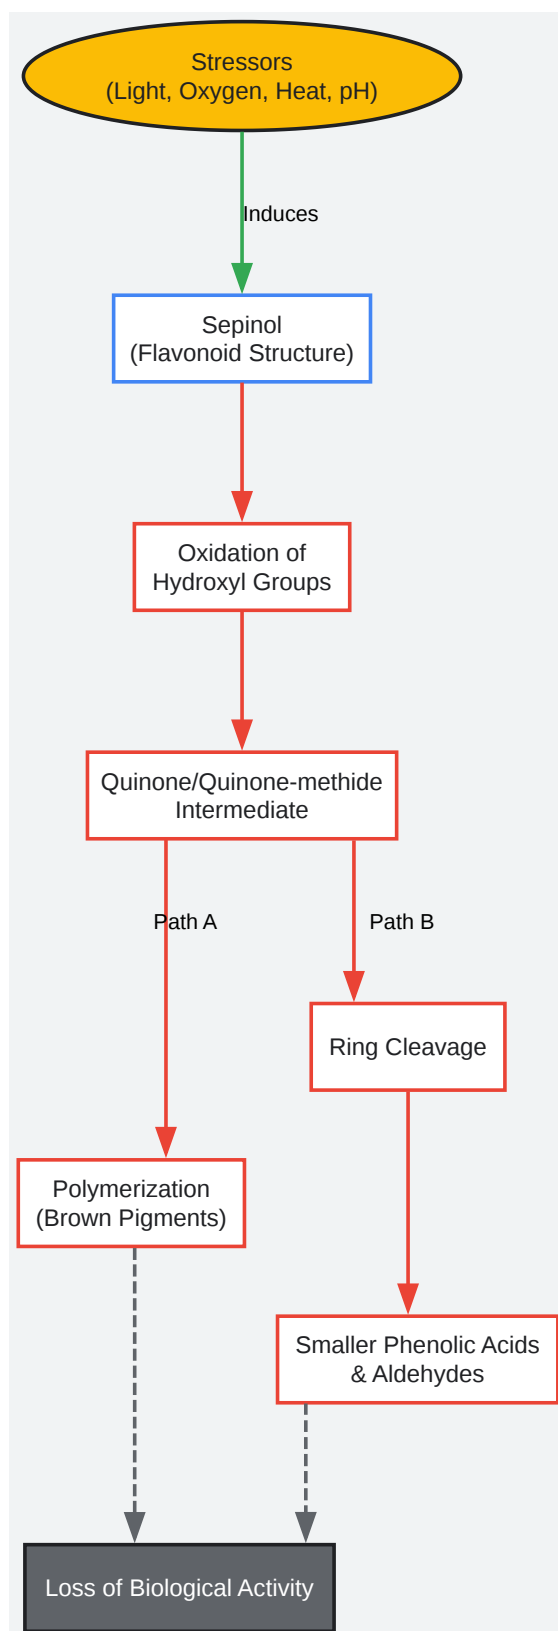 Stressors
(Light, Oxygen, Heat, pH)
Induces
Sepinol
(Flavonoid Structure)
Oxidation of
Hydroxyl Groups
Quinone/Quinone-methide
Intermediate
Path A
Path B
Ring Cleavage
Polymerization
(Brown Pigments)
Smaller Phenolic Acids
& Aldehydes
Loss of Biological Activity